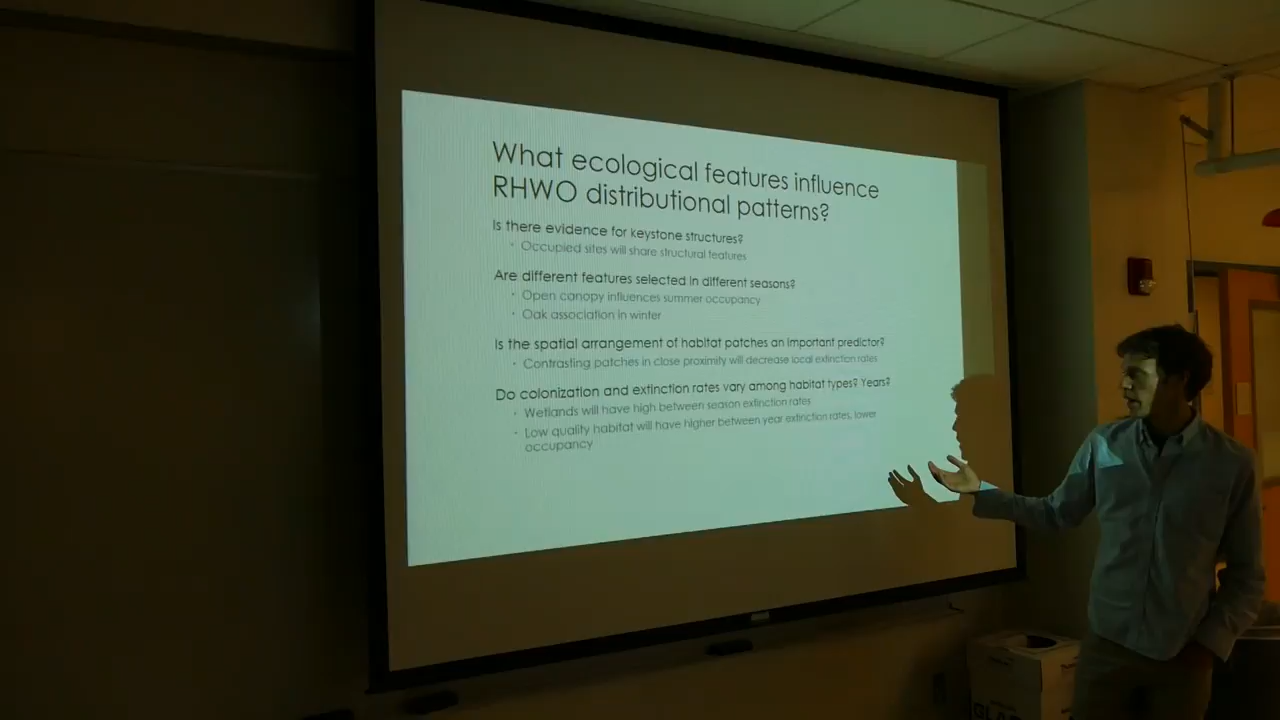 What ecological features influence
RHWO distributional patterns?
Is there evidence for keystone structures?
• Occupied sites will share structural features
Are different features selected in different seasons?
• Open canopy influences summer occupancy
• Oak association in winter
Is the spatial arrangement of habitat patches an important predictor?
• Contrasting patches in close proximity will decrease local extinction rates
Do colonization and extinction rates vary among habitat types? Years?
• Wetlands will have high between season extinction rates
• Low quality habitat will have higher between year extinction rates, lower
occupancy